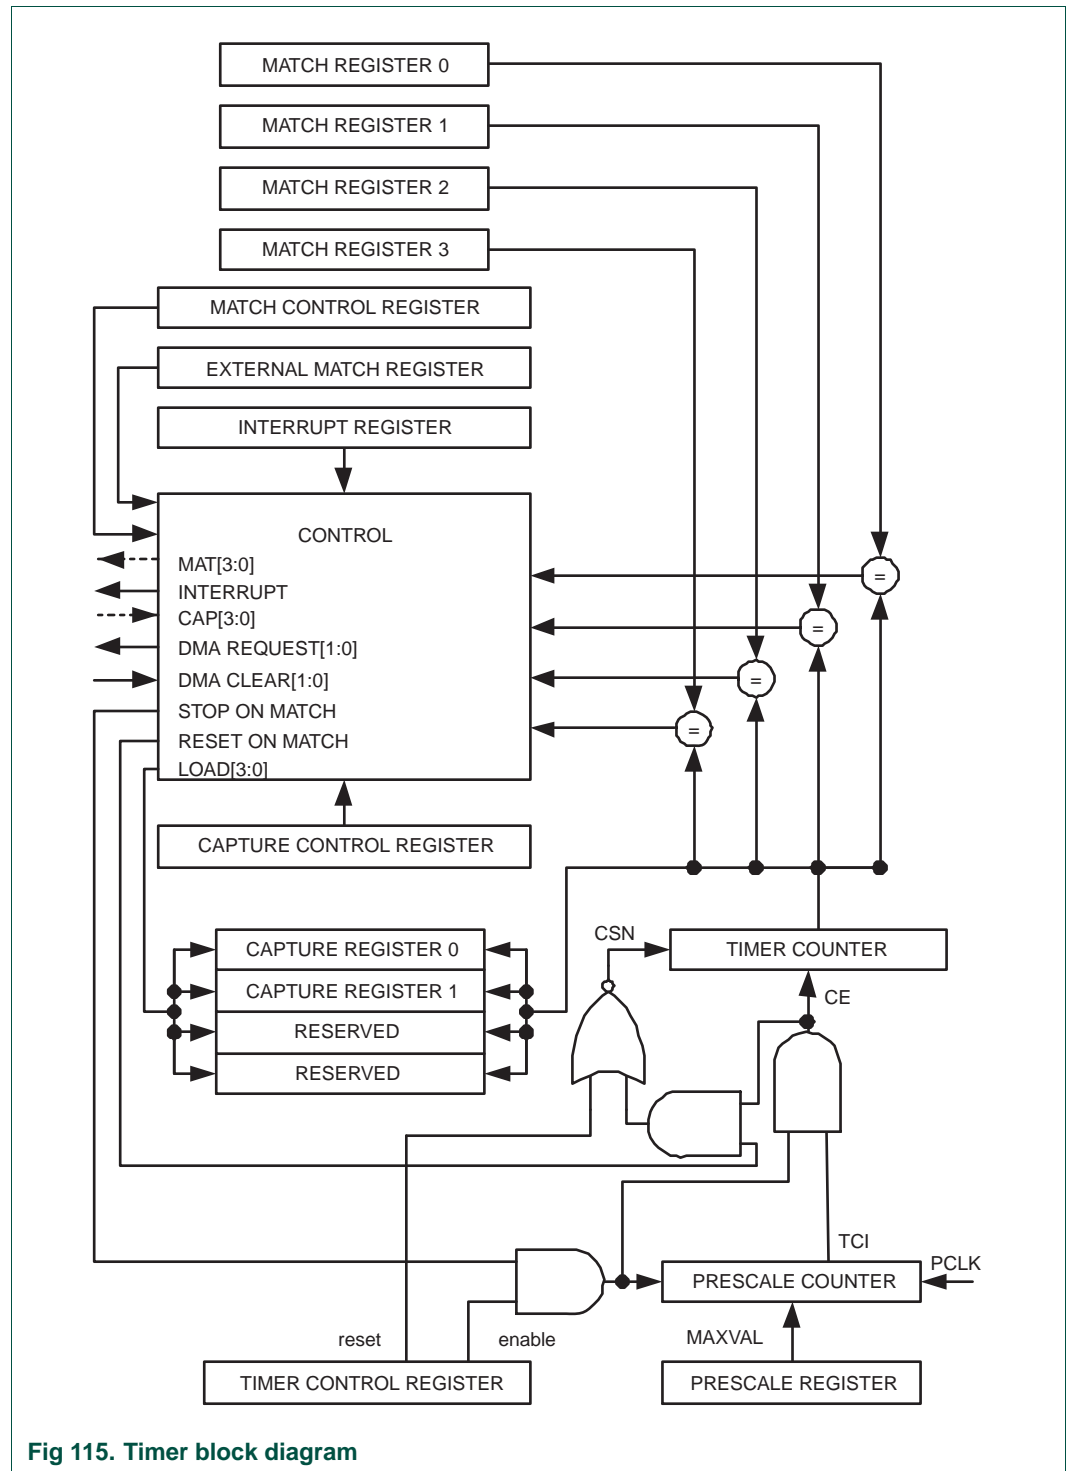 MATCH REGISTER 0
MATCH REGISTER 1
MATCH REGISTER 2
MATCH REGISTER 3
MATCH CONTROL REGISTER
EXTERNAL MATCH REGISTER
INTERRUPT REGISTER
CONTROL
MAT[3:0]
INTERRUPT
CAP[3:0]
DMA REQUEST[1:0]
DMA CLEAR[1:0]
STOP ON MATCH
RESET ON MATCH
LOAD[3:0]
=
=
=
=
CAPTURE CONTROL REGISTER
CSN
TIMER COUNTER
CE
CAPTURE REGISTER 0
CAPTURE REGISTER 1
RESERVED
RESERVED
TCI
PCLK
PRESCALE COUNTER
reset
enable
MAXVAL
TIMER CONTROL REGISTER
PRESCALE REGISTER
Fig 115. Timer block diagram